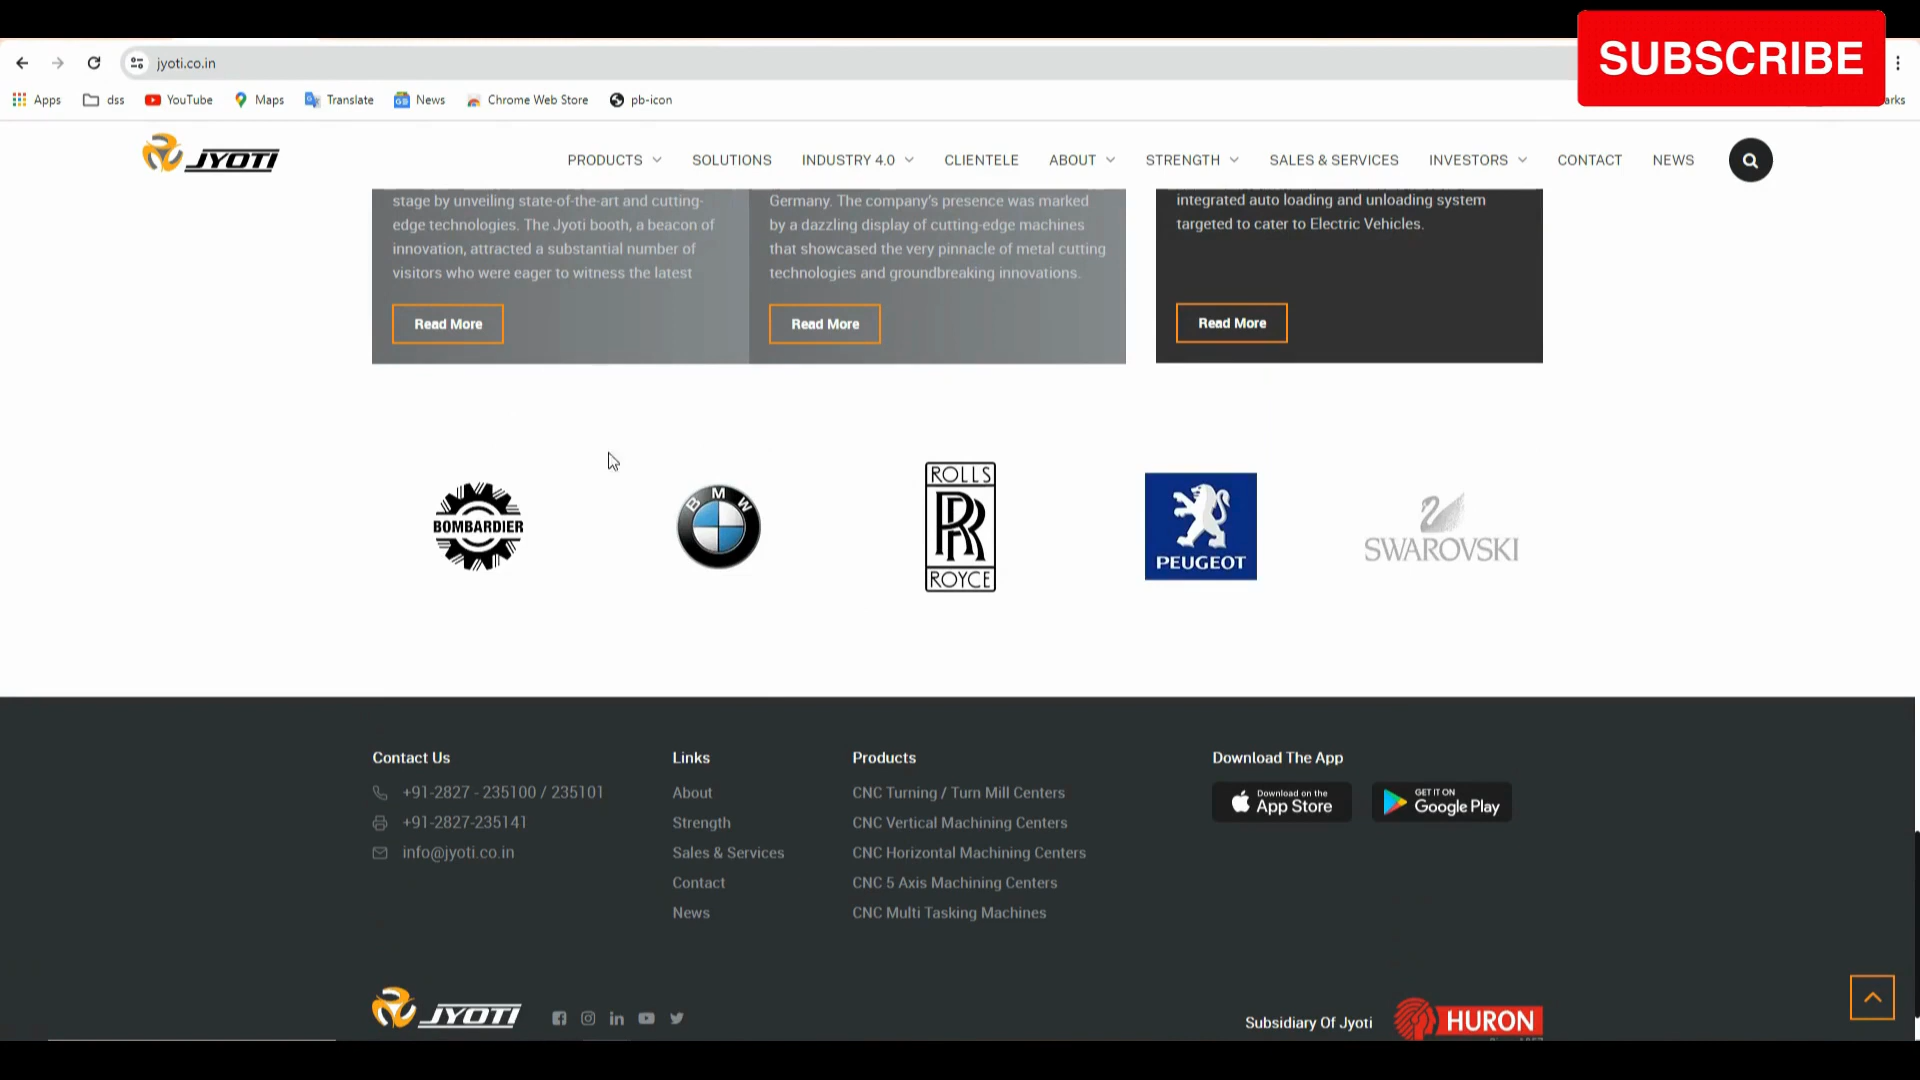 SUBSCRIBE
jyoti.co.in
Apps dss YouTube Maps Translate News Chrome Web Store pb-icon arks
JYOTI PRODUCTS SOLUTIONS INDUSTRY 4.0 CLIENTELE ABOUT STRENGTH SALES & SERVICES INVESTORS CONTACT NEWS
stage by unveiling state-of-the-art and cutting-
edge technologies. The Jyoti booth, a beacon of
innovation, attracted a substantial number of
visitors who were eager to witness the latest
Read More
Germany. The company's presence was marked
by a dazzling display of cutting-edge machines
that showcased the very pinnacle of metal cutting
technologies and groundbreaking innovations.
Read More
integrated auto loading and unloading system
targeted to cater to Electric Vehicles.
Read More
BOMBARDIER
BMW
ROLLS
RR
ROYCE
PEUGEOT
SWAROVSKI
Contact Us
+91-2827 - 235100 / 235101
+91-2827-235141
info@jyoti.co.in
Links
About
Strength
Sales & Services
Contact
News
Products
CNC Turning / Turn Mill Centers
CNC Vertical Machining Centers
CNC Horizontal Machining Centers
CNC 5 Axis Machining Centers
CNC Multi Tasking Machines
Download The App
Download on the
App Store
GET IT ON
Google Play
JYOTI
Subsidiary Of Jyoti
HURON